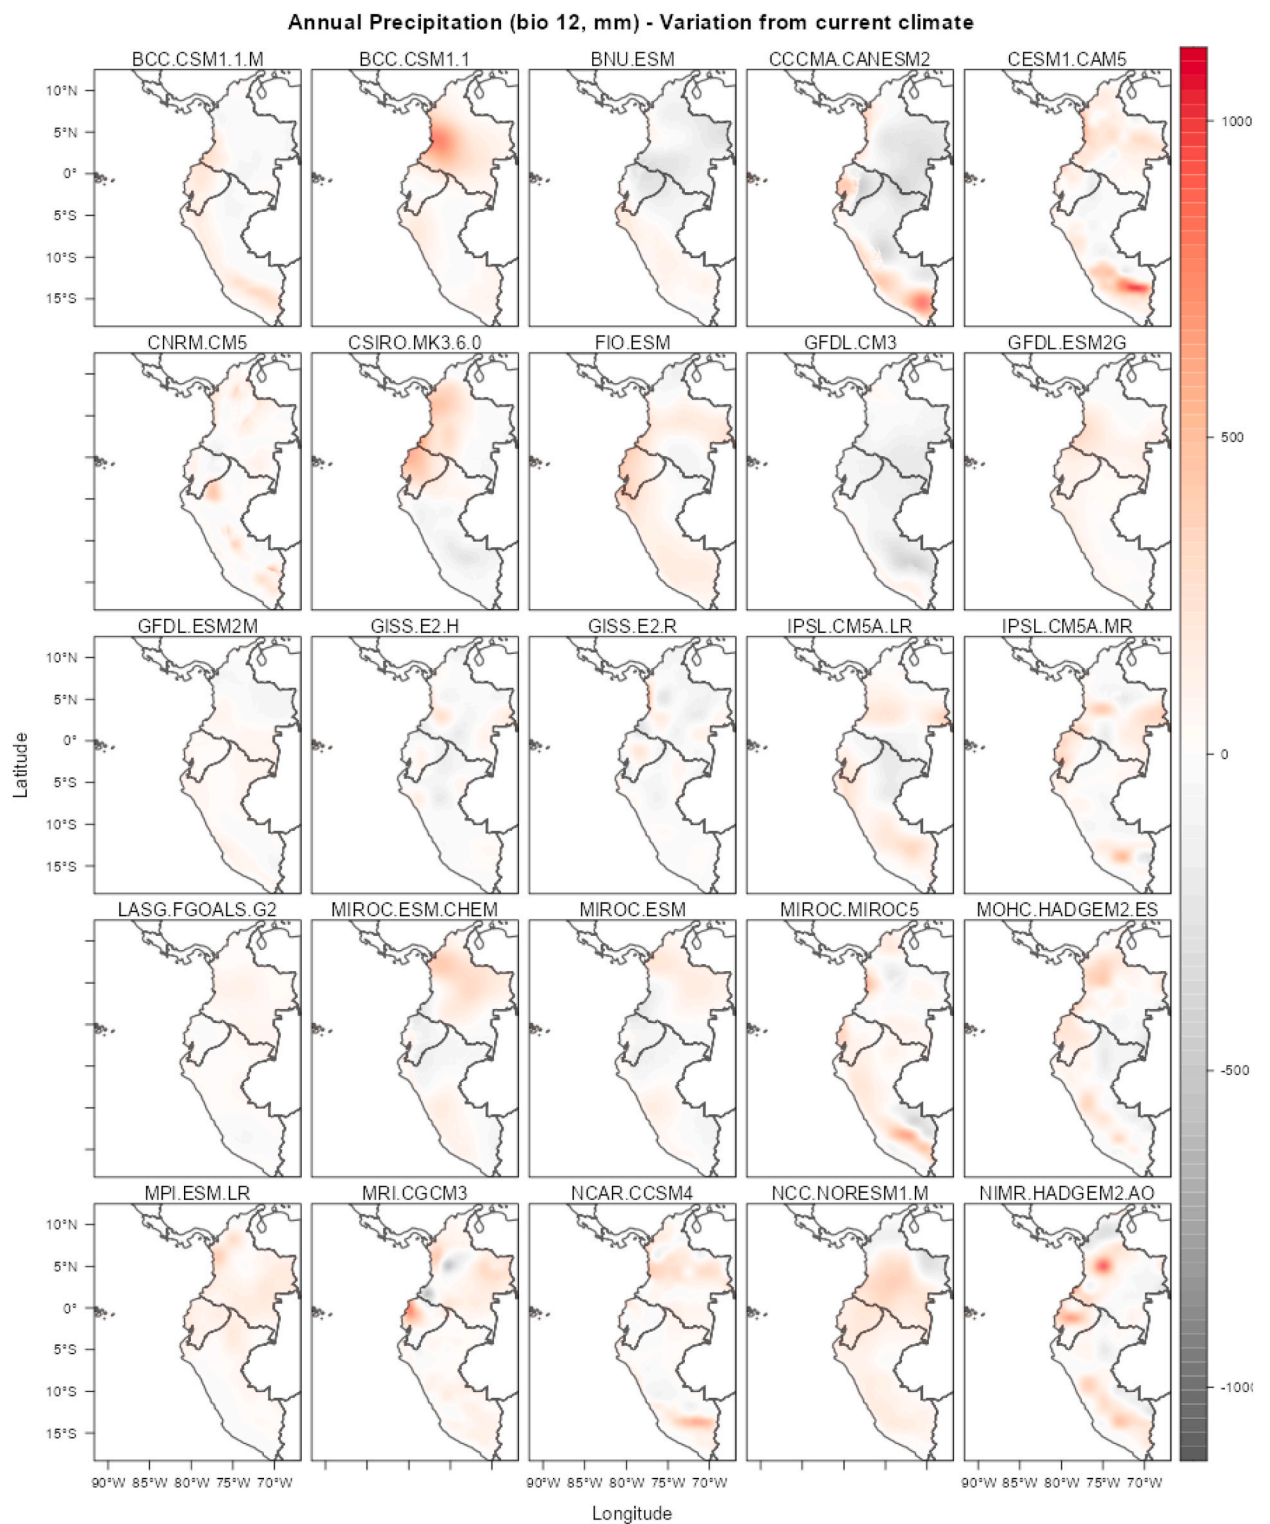 Annual Precipitation (bio 12, mm) - Variation from current climate
BCC.CSM1.1.M BCC.CSM1.1 BNU.ESM CCCMA.CANESM2 CESM1.CAM5
10°N
5°N
0°
5°S
10°S
15°S
CNRM.CM5 CSIRO.MK3.6.0 FIO.ESM GFDL.CM3 GFDL.ESM2G
GFDL.ESM2M GISS.E2.H GISS.E2.R IPSL.CM5A.LR IPSL.CM5A.MR
10°N
5°N
0°
5°S
10°S
15°S
Latitude
LASG.FGOALS.G2 MIROC.ESM.CHEM MIROC.ESM MIROC.MIROC5 MOHC.HADGEM2.ES
MPI.ESM.LR MRI.CGCM3 NCAR.CCSM4 NCC.NORESM1.M NIMR.HADGEM2.AO
10°N
5°N
0°
5°S
10°S
15°S
90°W 85°W 80°W 75°W 70°W 90°W 85°W 80°W 75°W 70°W 90°W 85°W 80°W 75°W 70°W
Longitude
1000
500
0
-500
-1000